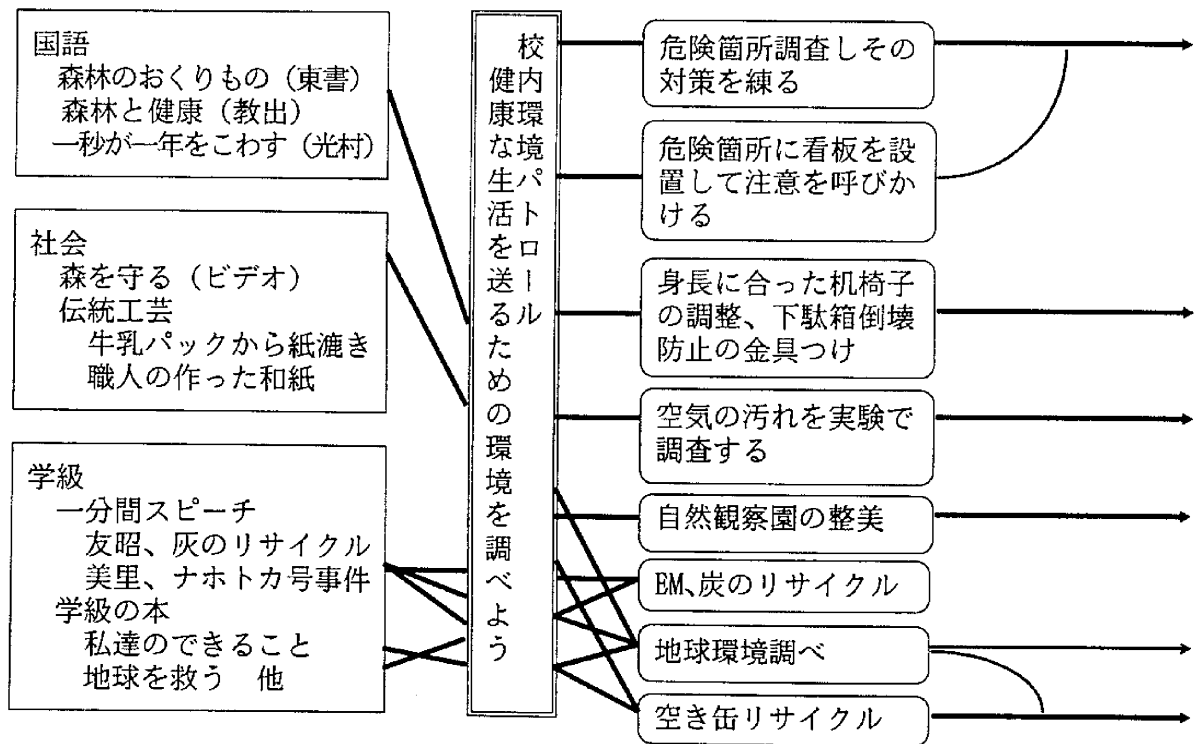 国語
森林のおくりもの（東書）
森林と健康（教出）
一秒が一年をこわす（光村）
社会
森を守る（ビデオ）
伝統工芸
牛乳パックから紙漉き
職人の作った和紙
学級
一分間スピーチ
友昭、灰のリサイクル
美里、ナホトカ号事件
学級の本
私達のできること
地球を救う　他
校内環境パトロール
健康な生活を送るための環境を調べよう
危険箇所調査しその
対策を練る
危険箇所に看板を設
置して注意を呼びか
ける
身長に合った机椅子
の調整、下駄箱倒壊
防止の金具つけ
空気の汚れを実験で
調査する
自然観察園の整美
EM、炭のリサイクル
地球環境調べ
空き缶リサイクル